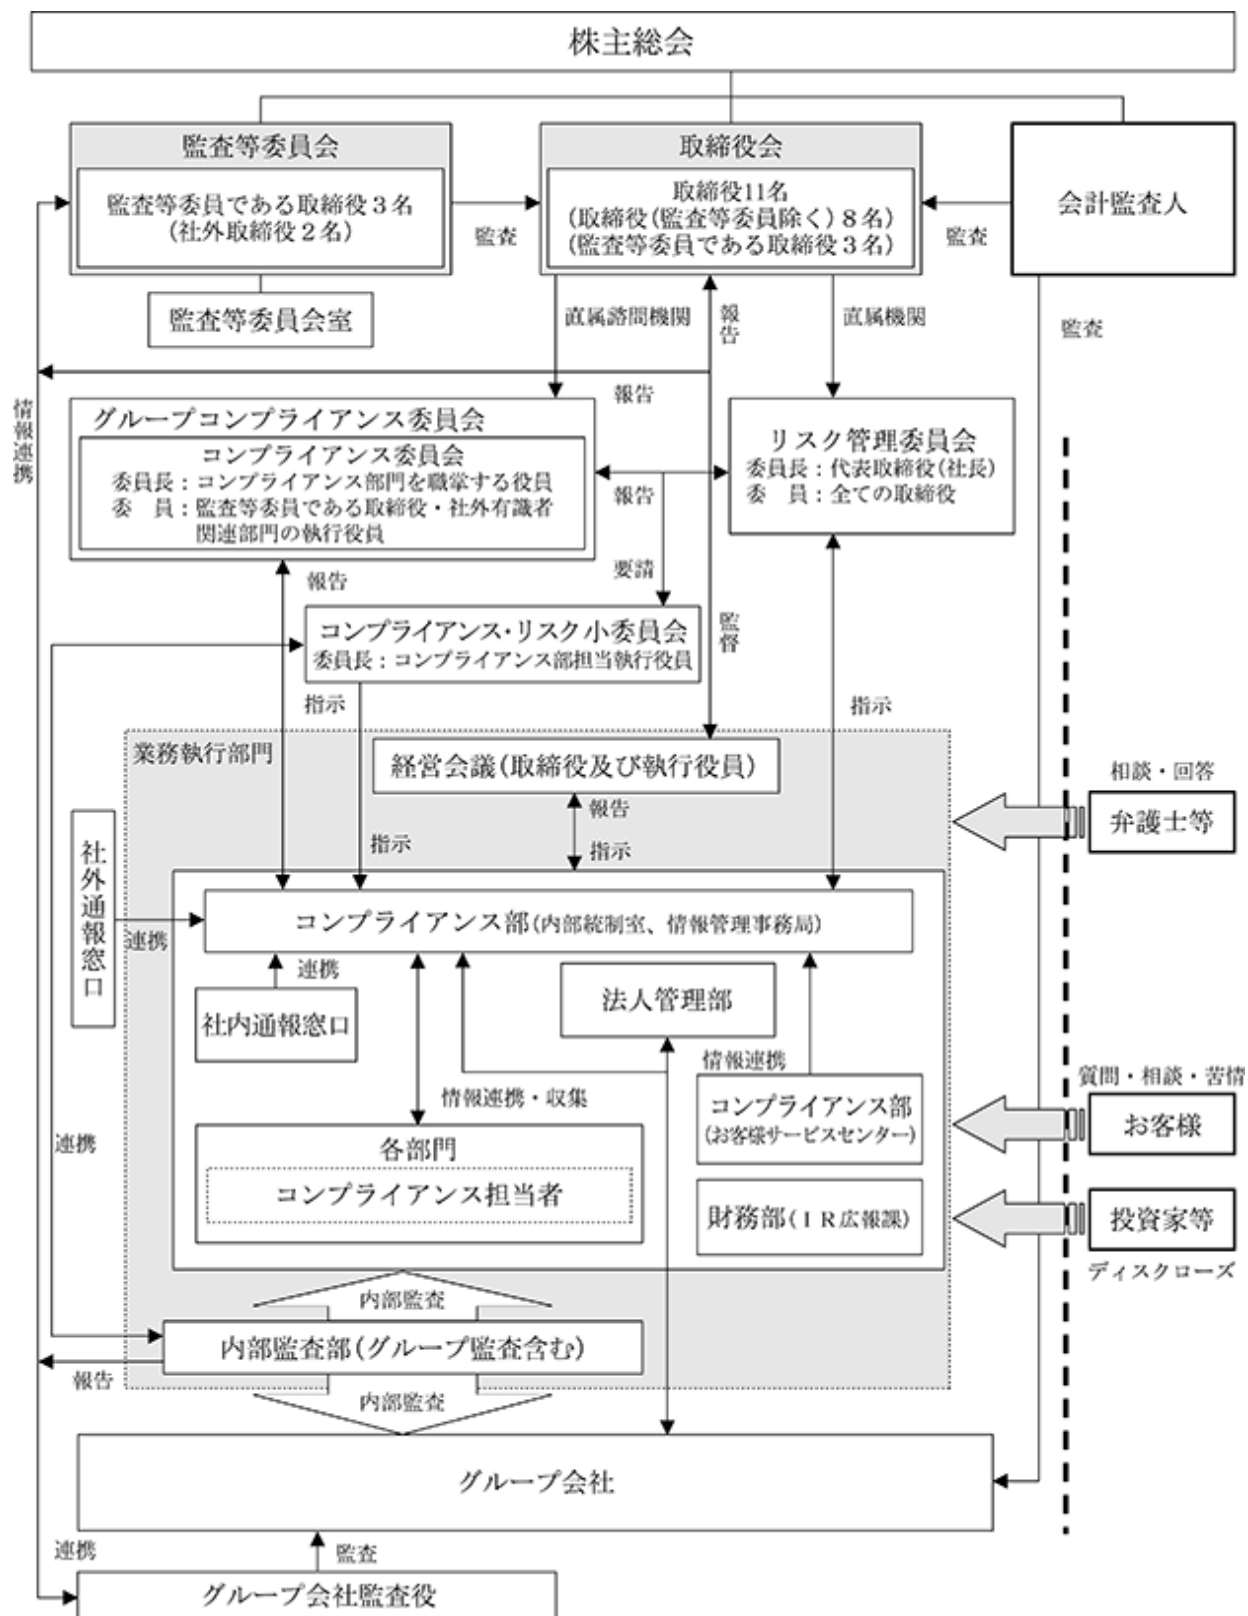 株主総会
監査等委員会
監査等委員である取締役3名
(社外取締役2名)
監査
取締役会
取締役11名
(取締役(監査等委員除く)8名)
(監査等委員である取締役3名)
監査
会計監査人
監査等委員会室
直属諮問機関
報告
直属機関
監査
情報連携
報告
グループコンプライアンス委員会
コンプライアンス委員会
委員長:コンプライアンス部門を職掌する役員
委 員:監査等委員である取締役・社外有識者
関連部門の執行役員
報告
リスク管理委員会
委員長:代表取締役(社長)
委 員:全ての取締役
報告
要請
コンプライアンス・リスク小委員会
委員長:コンプライアンス部担当執行役員
監督
指示
指示
業務執行部門
経営会議(取締役及び執行役員)
報告
指示
指示
相談・回答
弁護士等
社外通報窓口
連携
コンプライアンス部(内部統制室、情報管理事務局)
連携
社内通報窓口
法人管理部
情報連携
情報連携・収集
コンプライアンス部
(お客様サービスセンター)
質問・相談・苦情
お客様
連携
各部門
コンプライアンス担当者
財務部(IR広報課)
投資家等
ディスクローズ
内部監査
内部監査部(グループ監査含む)
報告
内部監査
グループ会社
連携
監査
グループ会社監査役